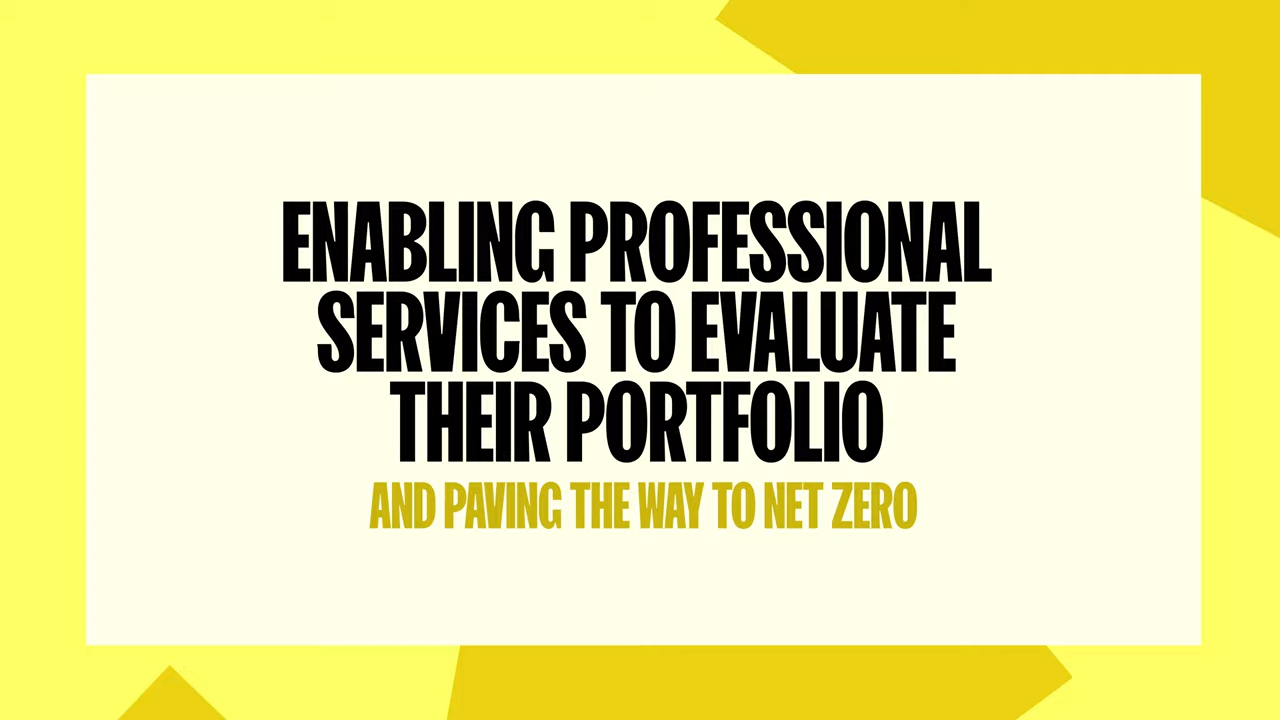 ENABLING PROFESSIONAL
SERVICES TO EVALUATE
THEIR PORTFOLIO
AND PAVING THE WAY TO NET ZERO